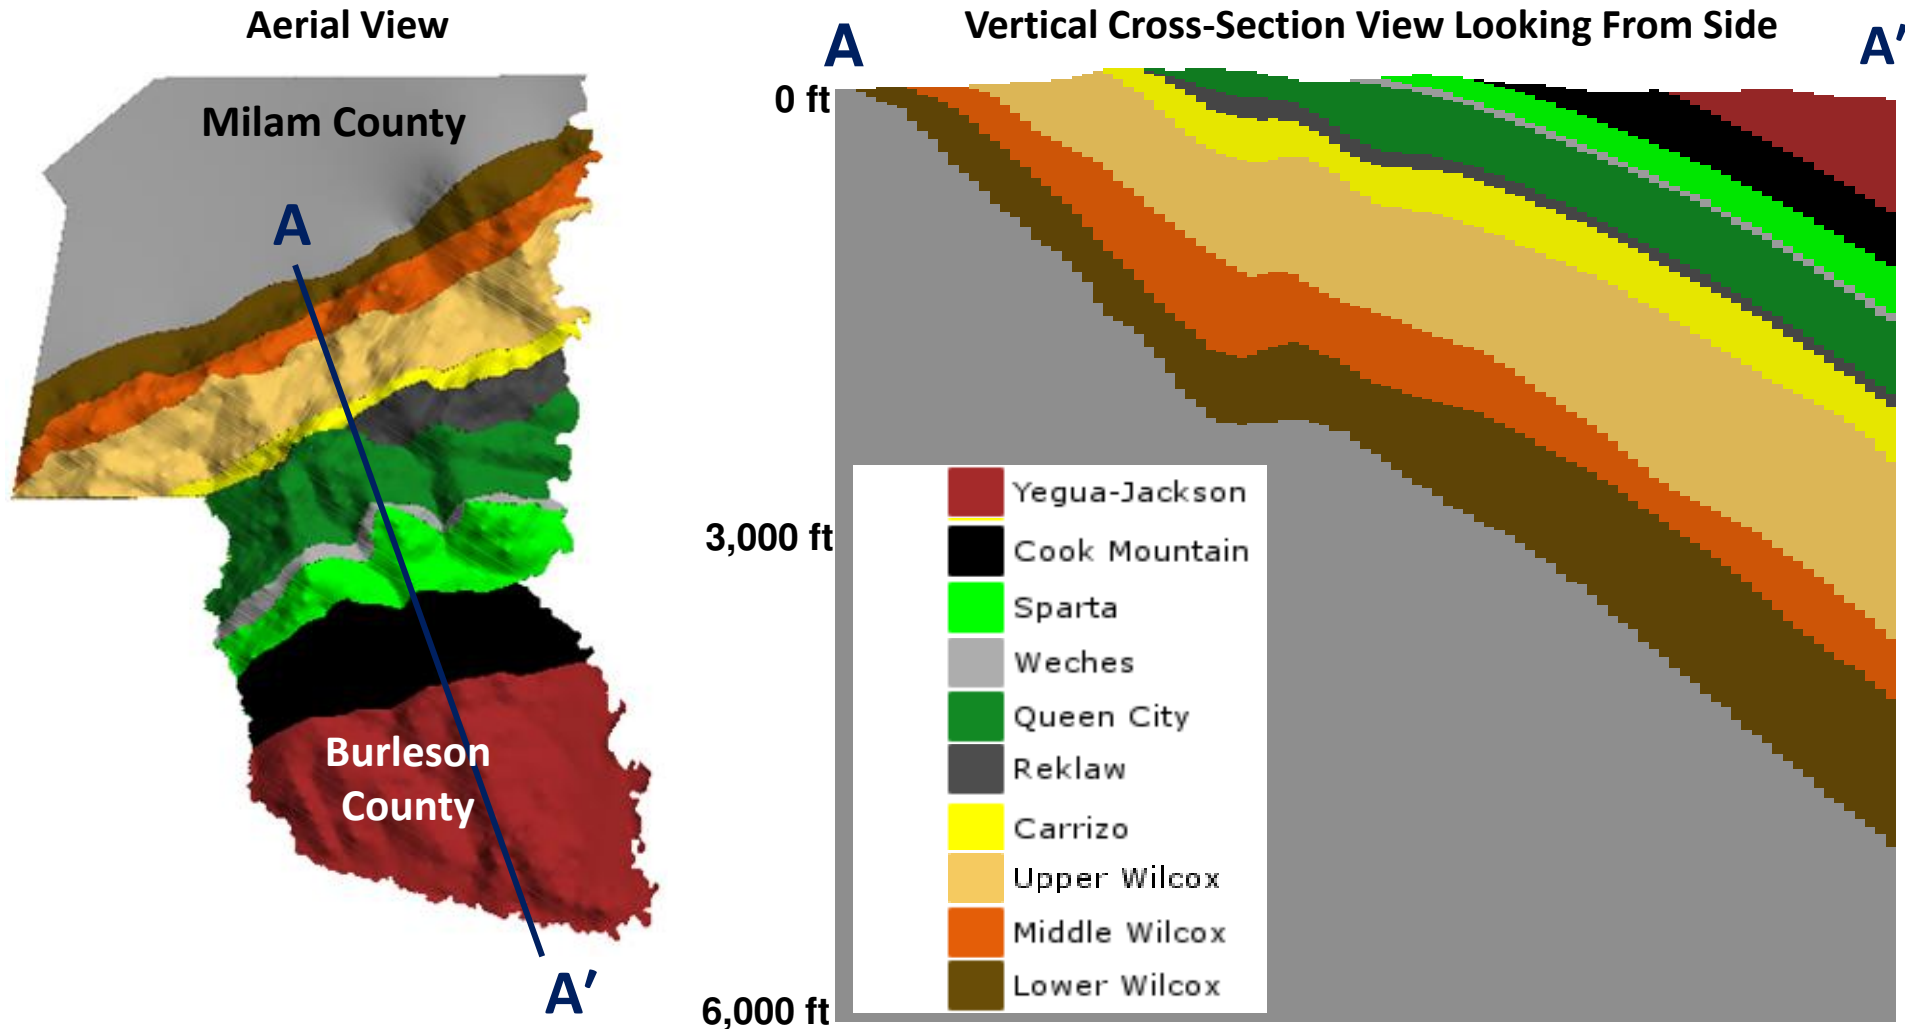 Aerial View
Milam County
A
Burleson
County
A′
Vertical Cross-Section View Looking From Side
A
A′
0 ft
3,000 ft
6,000 ft
Yegua-Jackson
Cook Mountain
Sparta
Weches
Queen City
Reklaw
Carrizo
Upper Wilcox
Middle Wilcox
Lower Wilcox